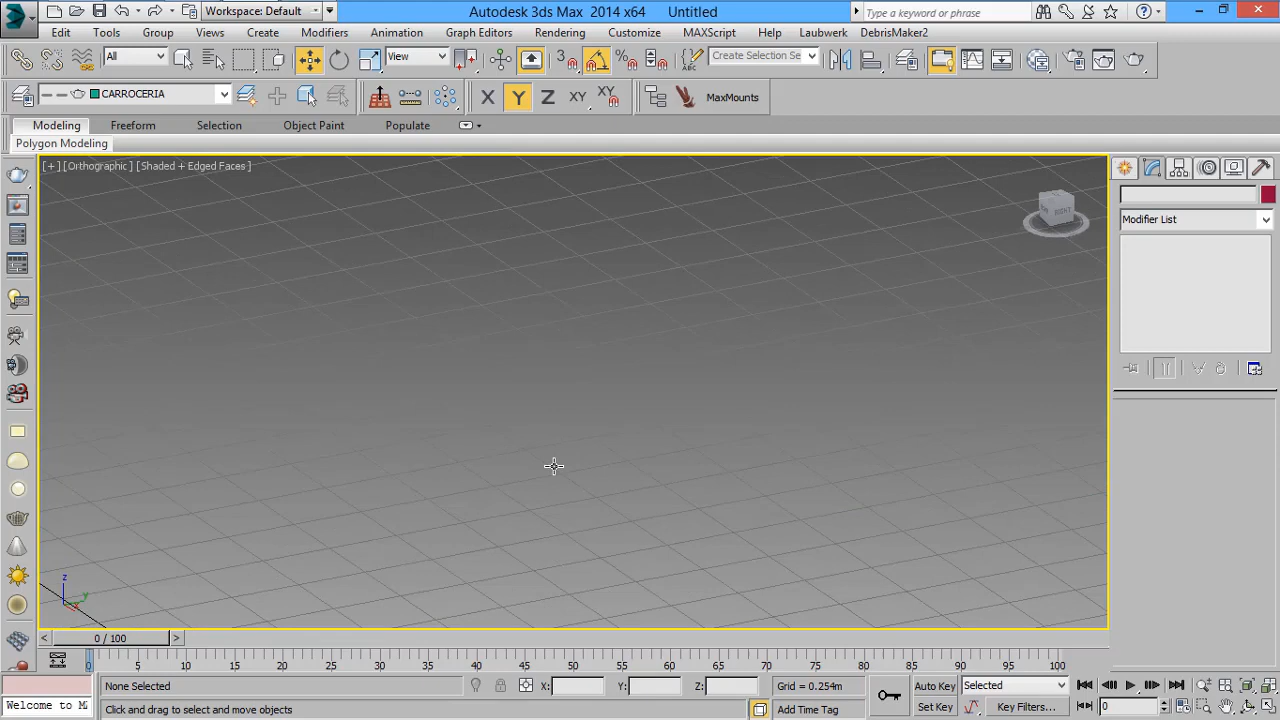 Workspace: Default
Autodesk 3ds Max 2014 x64 Untitled
Type a keyword or phrase
Edit Tools Group Views Create Modifiers Animation Graph Editors Rendering Customize MAXScript Help Laubwerk DebrisMaker2
All
View
3
Create Selection Se
CARROCERIA
X Y Z XY XY
MaxMounts
Modeling Freeform Selection Object Paint Populate
Polygon Modeling
[+] [Orthographic] [Shaded + Edged Faces]
RIGHT
Modifier List
z
y
x
< 0 / 100 >
0 5 10 15 20 25 30 35 40 45 50 55 60 65 70 75 80 85 90 95 100
None Selected X: Y: Z: Grid = 0.254m Auto Key Selected
Welcome to M Click and drag to select and move objects Add Time Tag Set Key Key Filters... 0